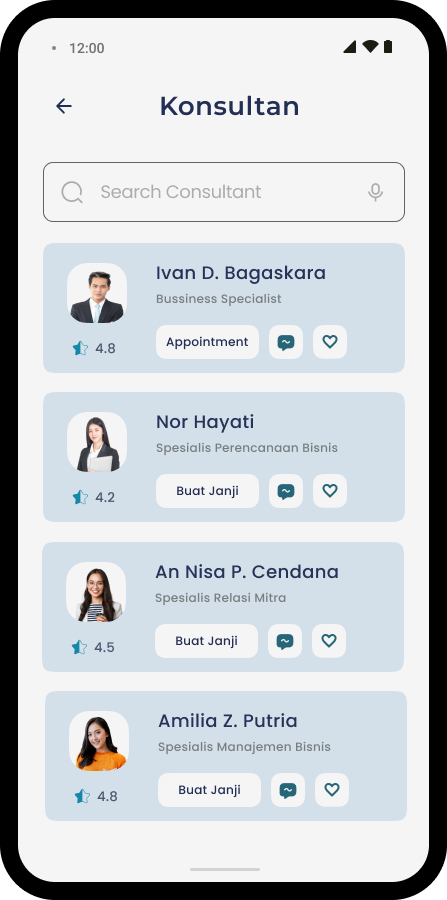 12:00
Konsultan
Search Consultant
Ivan D. Bagaskara
Bussiness Specialist
Appointment
4.8
Nor Hayati
Spesialis Perencanaan Bisnis
Buat Janji
4.2
An Nisa P. Cendana
Spesialis Relasi Mitra
Buat Janji
4.5
Amilia Z. Putria
Spesialis Manajemen Bisnis
Buat Janji
4.8